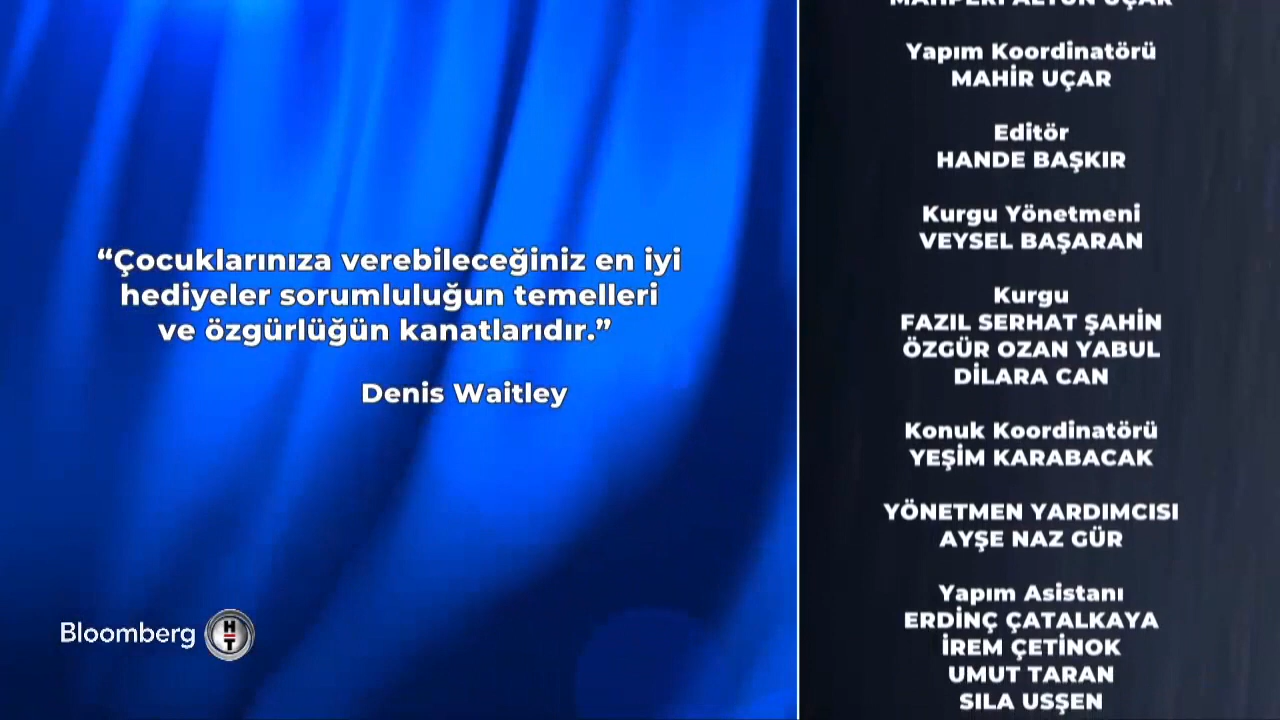 “Çocuklarınıza verebileceğiniz en iyi
hediyeler sorumluluğun temelleri
ve özgürlüğün kanatlarıdır.”
Denis Waitley
Bloomberg HT
Yapım Koordinatörü
MAHİR UÇAR
Editör
HANDE BAŞKIR
Kurgu Yönetmeni
VEYSEL BAŞARAN
Kurgu
FAZIL SERHAT ŞAHİN
ÖZGÜR OZAN YABUL
DİLARA CAN
Konuk Koordinatörü
YEŞİM KARABACAK
YÖNETMEN YARDIMCISI
AYŞE NAZ GÜR
Yapım Asistanı
ERDİNÇ ÇATALKAYA
İREM ÇETİNOK
UMUT TARAN
SILA USŞEN